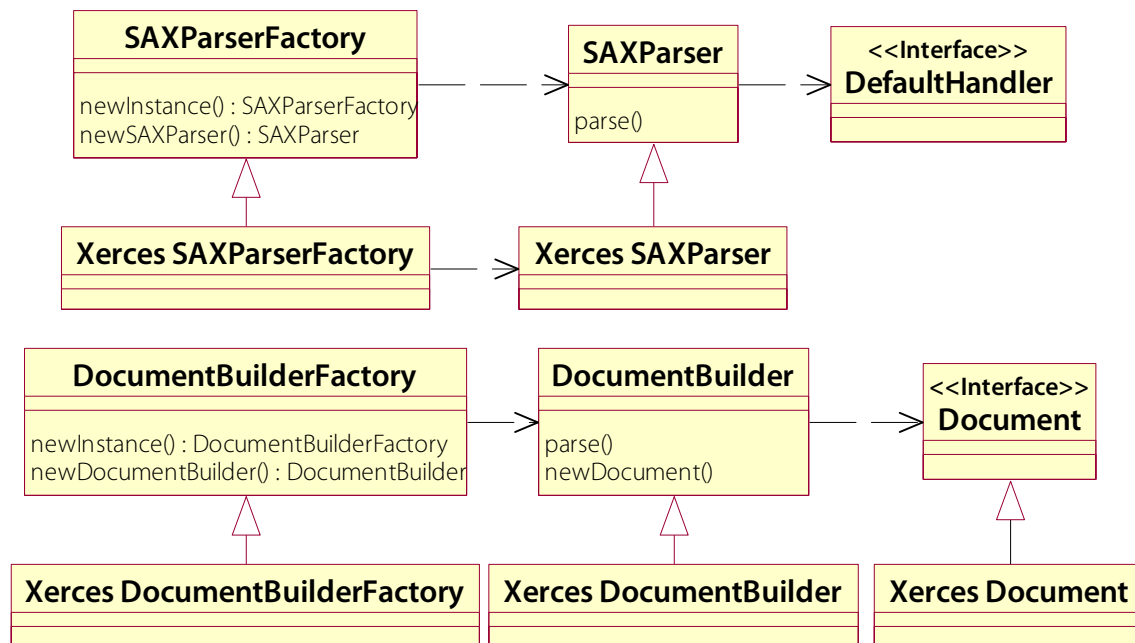 SAXParserFactory
newInstance() : SAXParserFactory
newSAXParser() : SAXParser
SAXParser
parse()
<<Interface>>
DefaultHandler
Xerces SAXParserFactory
Xerces SAXParser
DocumentBuilderFactory
newInstance() : DocumentBuilderFactory
newDocumentBuilder() : DocumentBuilder
DocumentBuilder
parse()
newDocument()
<<Interface>>
Document
Xerces DocumentBuilderFactory
Xerces DocumentBuilder
Xerces Document